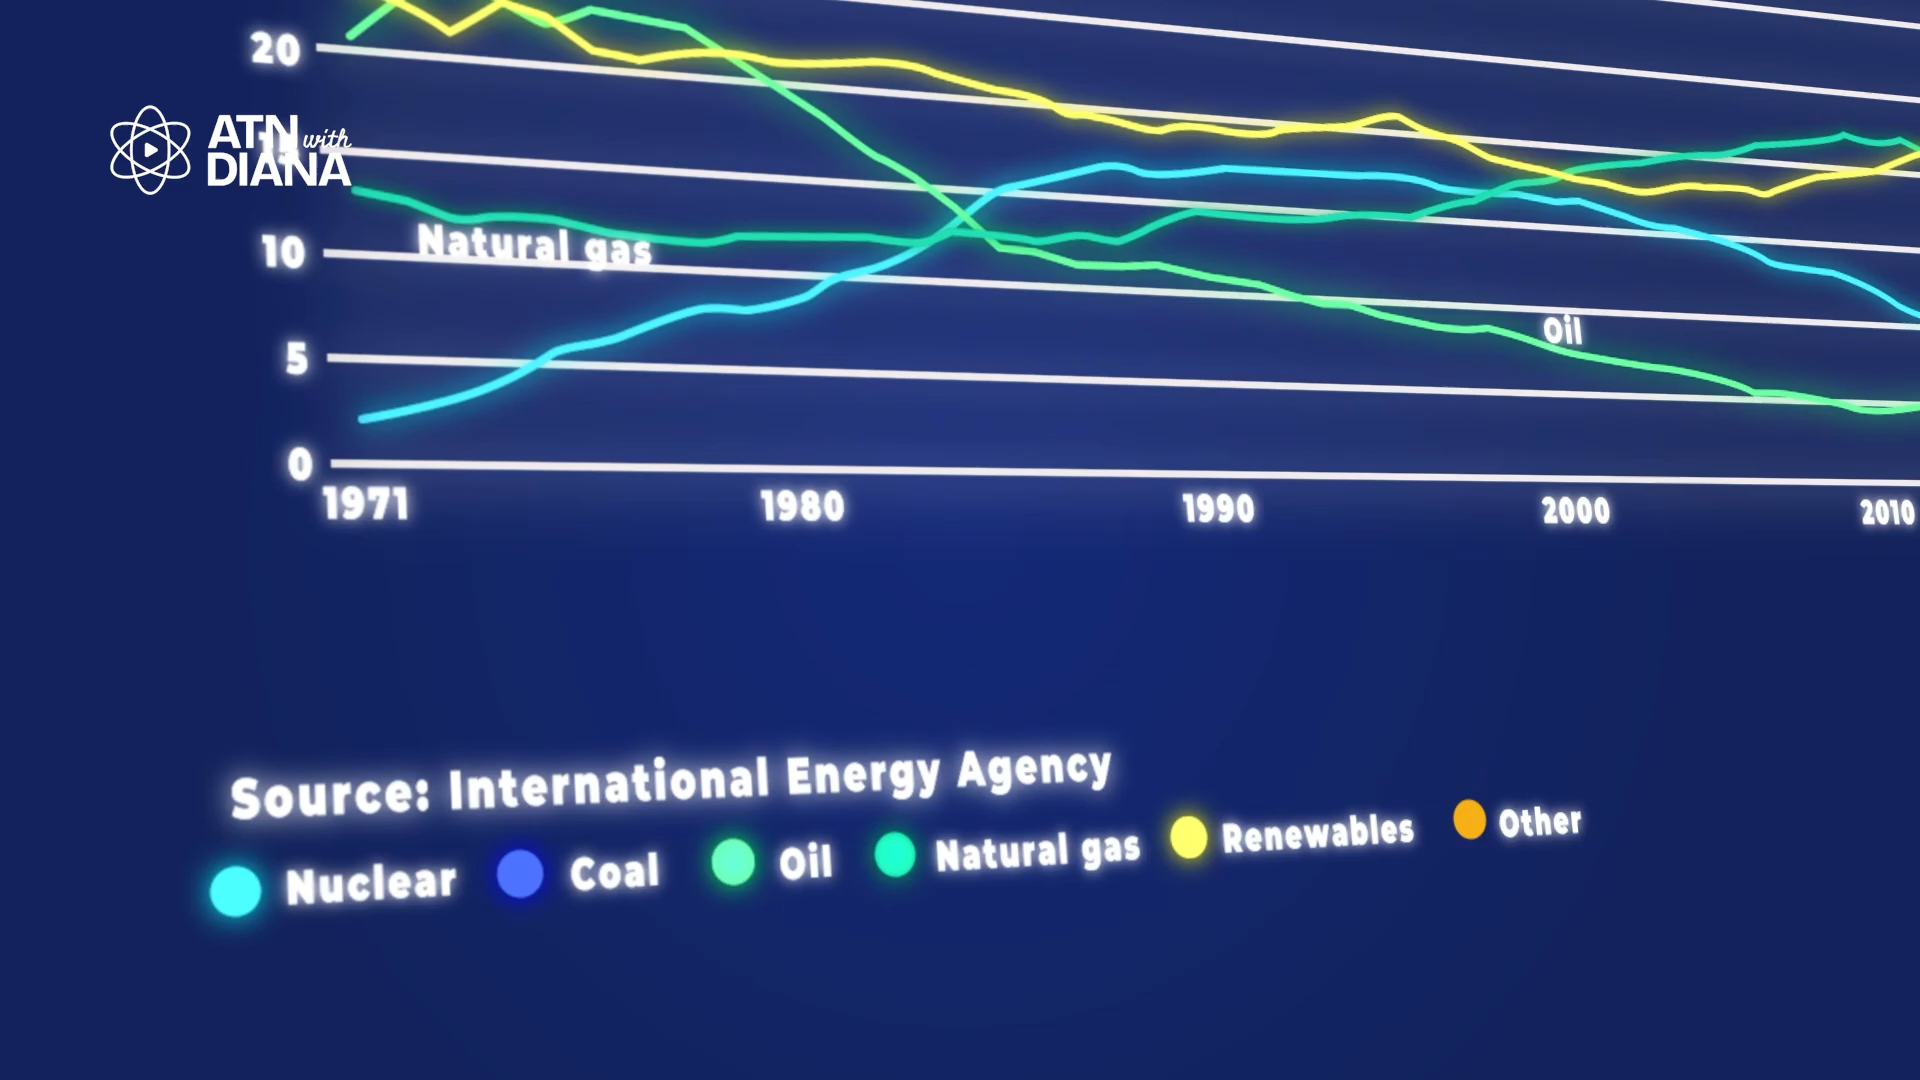 20
ATN with
DIANA
Natural gas
10
Oil
5
0
1971 1980 1990 2000 2010
Source: International Energy Agency
Nuclear Coal Oil Natural gas Renewables Other